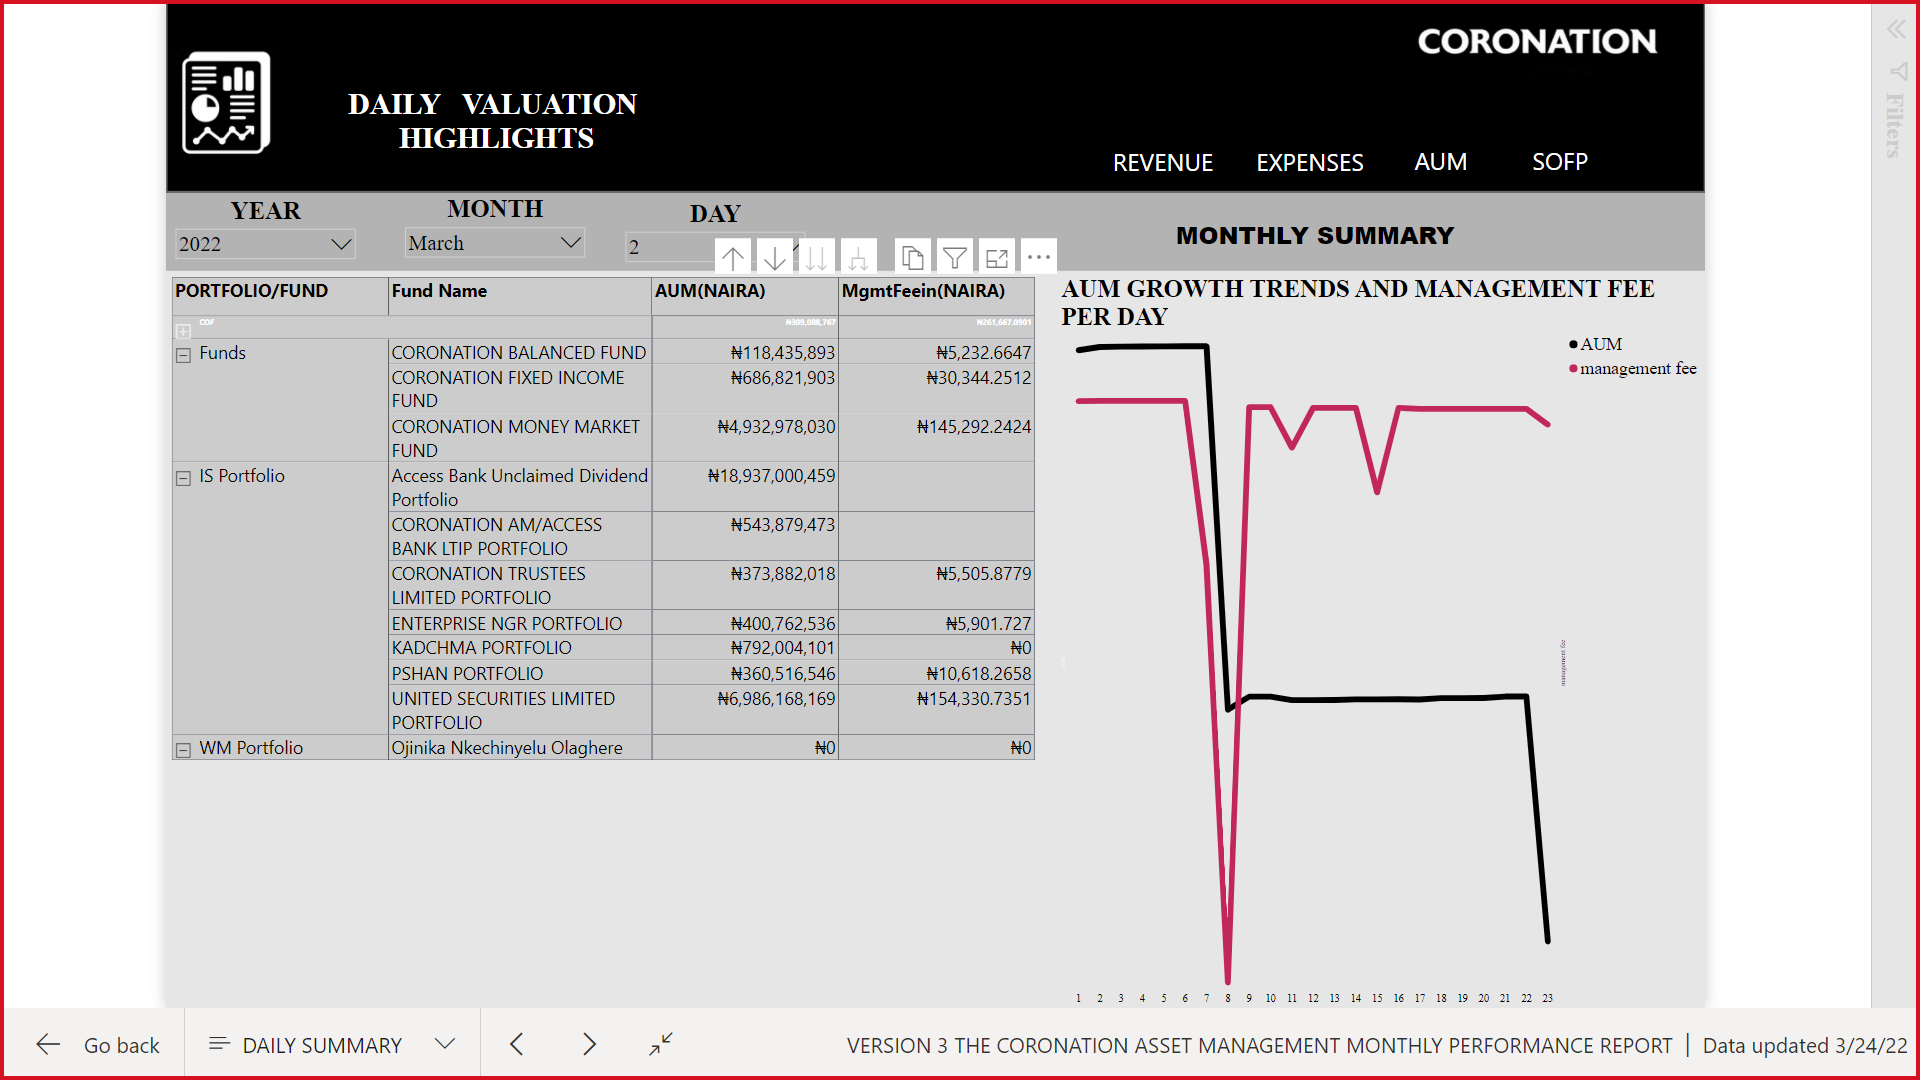 CORONATION
DAILY VALUATION
HIGHLIGHTS
REVENUE EXPENSES AUM SOFP
Filters
YEAR MONTH DAY
2022 March 2
MONTHLY SUMMARY
PORTFOLIO/FUND Fund Name AUM(NAIRA) MgmtFeein(NAIRA)
COF ₦309,088,767 ₦261,667.0901
Funds CORONATION BALANCED FUND ₦118,435,893 ₦5,232.6647
CORONATION FIXED INCOME ₦686,821,903 ₦30,344.2512
FUND
CORONATION MONEY MARKET ₦4,932,978,030 ₦145,292.2424
FUND
IS Portfolio Access Bank Unclaimed Dividend ₦18,937,000,459
Portfolio
CORONATION AM/ACCESS ₦543,879,473
BANK LTIP PORTFOLIO
CORONATION TRUSTEES ₦373,882,018 ₦5,505.8779
LIMITED PORTFOLIO
ENTERPRISE NGR PORTFOLIO ₦400,762,536 ₦5,901.727
KADCHMA PORTFOLIO ₦792,004,101 ₦0
PSHAN PORTFOLIO ₦360,516,546 ₦10,618.2658
UNITED SECURITIES LIMITED ₦6,986,168,169 ₦154,330.7351
PORTFOLIO
WM Portfolio Ojinika Nkechinyelu Olaghere ₦0 ₦0
AUM GROWTH TRENDS AND MANAGEMENT FEE
PER DAY
AUM
management fee
management fee
1 2 3 4 5 6 7 8 9 10 11 12 13 14 15 16 17 18 19 20 21 22 23
Go back DAILY SUMMARY VERSION 3 THE CORONATION ASSET MANAGEMENT MONTHLY PERFORMANCE REPORT | Data updated 3/24/22